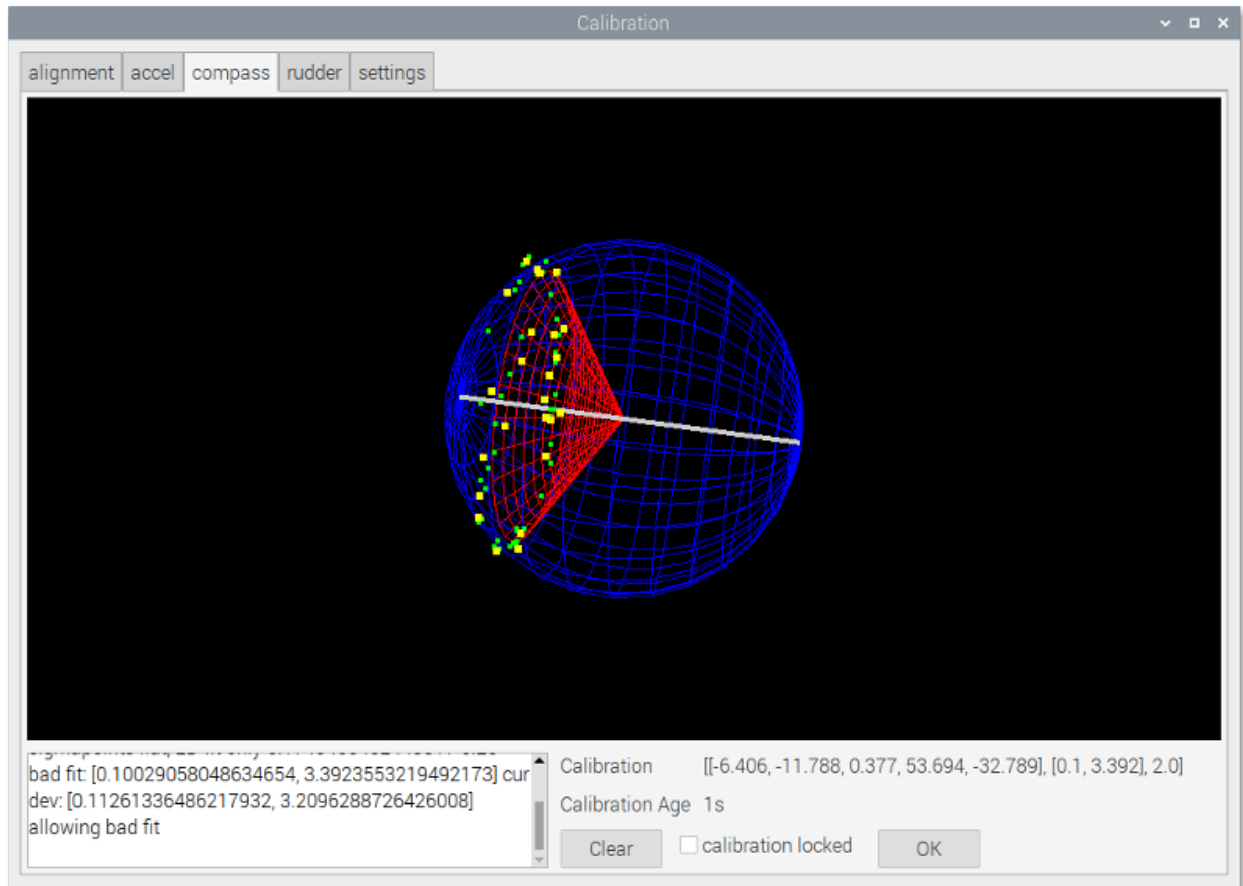 Calibration
alignment accel compass rudder settings
bad fit: [0.10029058048634654, 3.3923553219492173] cur
dev: [0.11261336486217932, 3.2096288726426008]
allowing bad fit
Calibration [[-6.406, -11.788, 0.377, 53.694, -32.789], [0.1, 3.392], 2.0]
Calibration Age 1s
Clear calibration locked OK